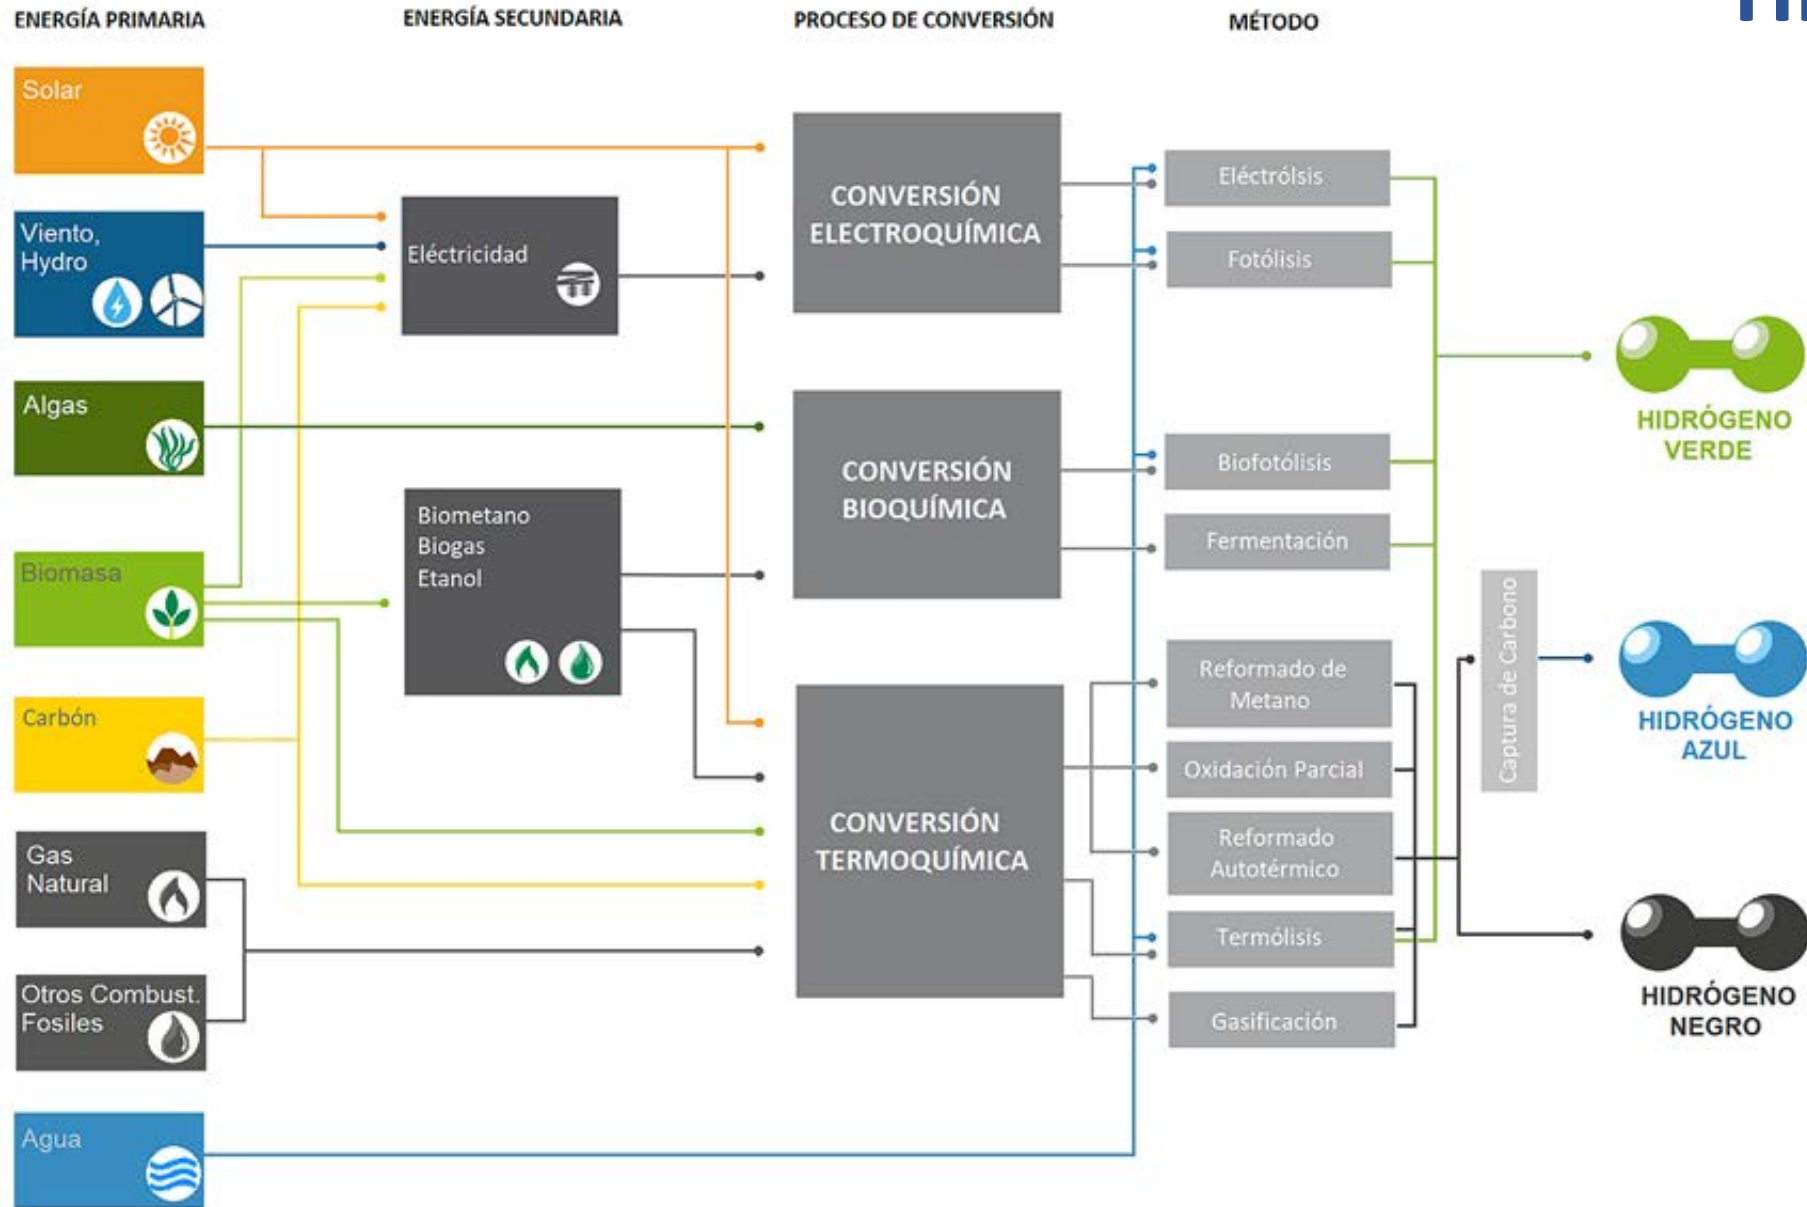 ENERGÍA PRIMARIA
ENERGÍA SECUNDARIA
PROCESO DE CONVERSIÓN
MÉTODO
Solar
Viento,
Hydro
Algas
Biomasa
Carbón
Gas
Natural
Otros Combust.
Fosiles
Agua
Eléctricidad
Biometano
Biogas
Etanol
CONVERSIÓN
ELECTROQUÍMICA
CONVERSIÓN
BIOQUÍMICA
CONVERSIÓN
TERMOQUÍMICA
Eléctrólsis
Fotólisis
Biofotólisis
Fermentación
Reformado de
Metano
Oxidación Parcial
Reformado
Autotérmico
Termólisis
Gasificación
Captura de Carbono
HIDRÓGENO
VERDE
HIDRÓGENO
AZUL
HIDRÓGENO
NEGRO